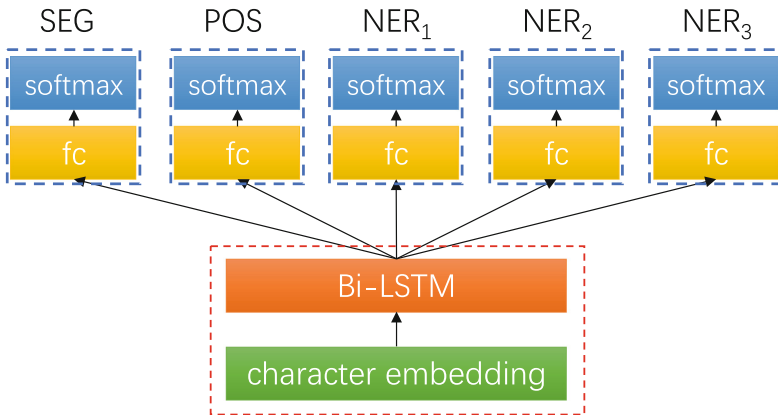 SEG POS NER₁ NER₂ NER₃
softmax softmax softmax softmax softmax
fc fc fc fc fc
Bi-LSTM
character embedding